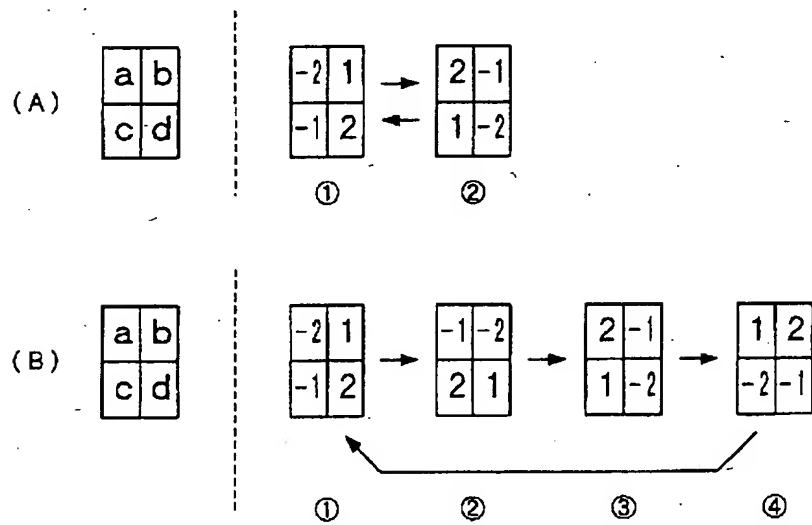 a b -2 1 2 -1
(A)
c d -1 2 1 -2
① ②
a b -2 1 -1 -2 2 -1 1 2
(B)
c d -1 2 2 1 1 -2 -2 -1
① ② ③ ④